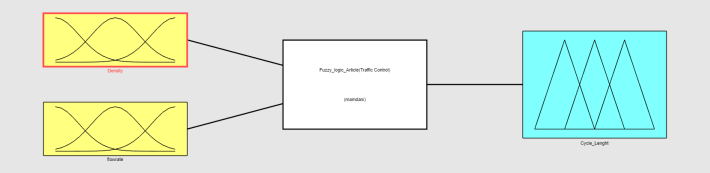 Density
Fuzzy_logic_Article(Traffic Control)
(mamdani)
flowrate
Cycle_Lenght